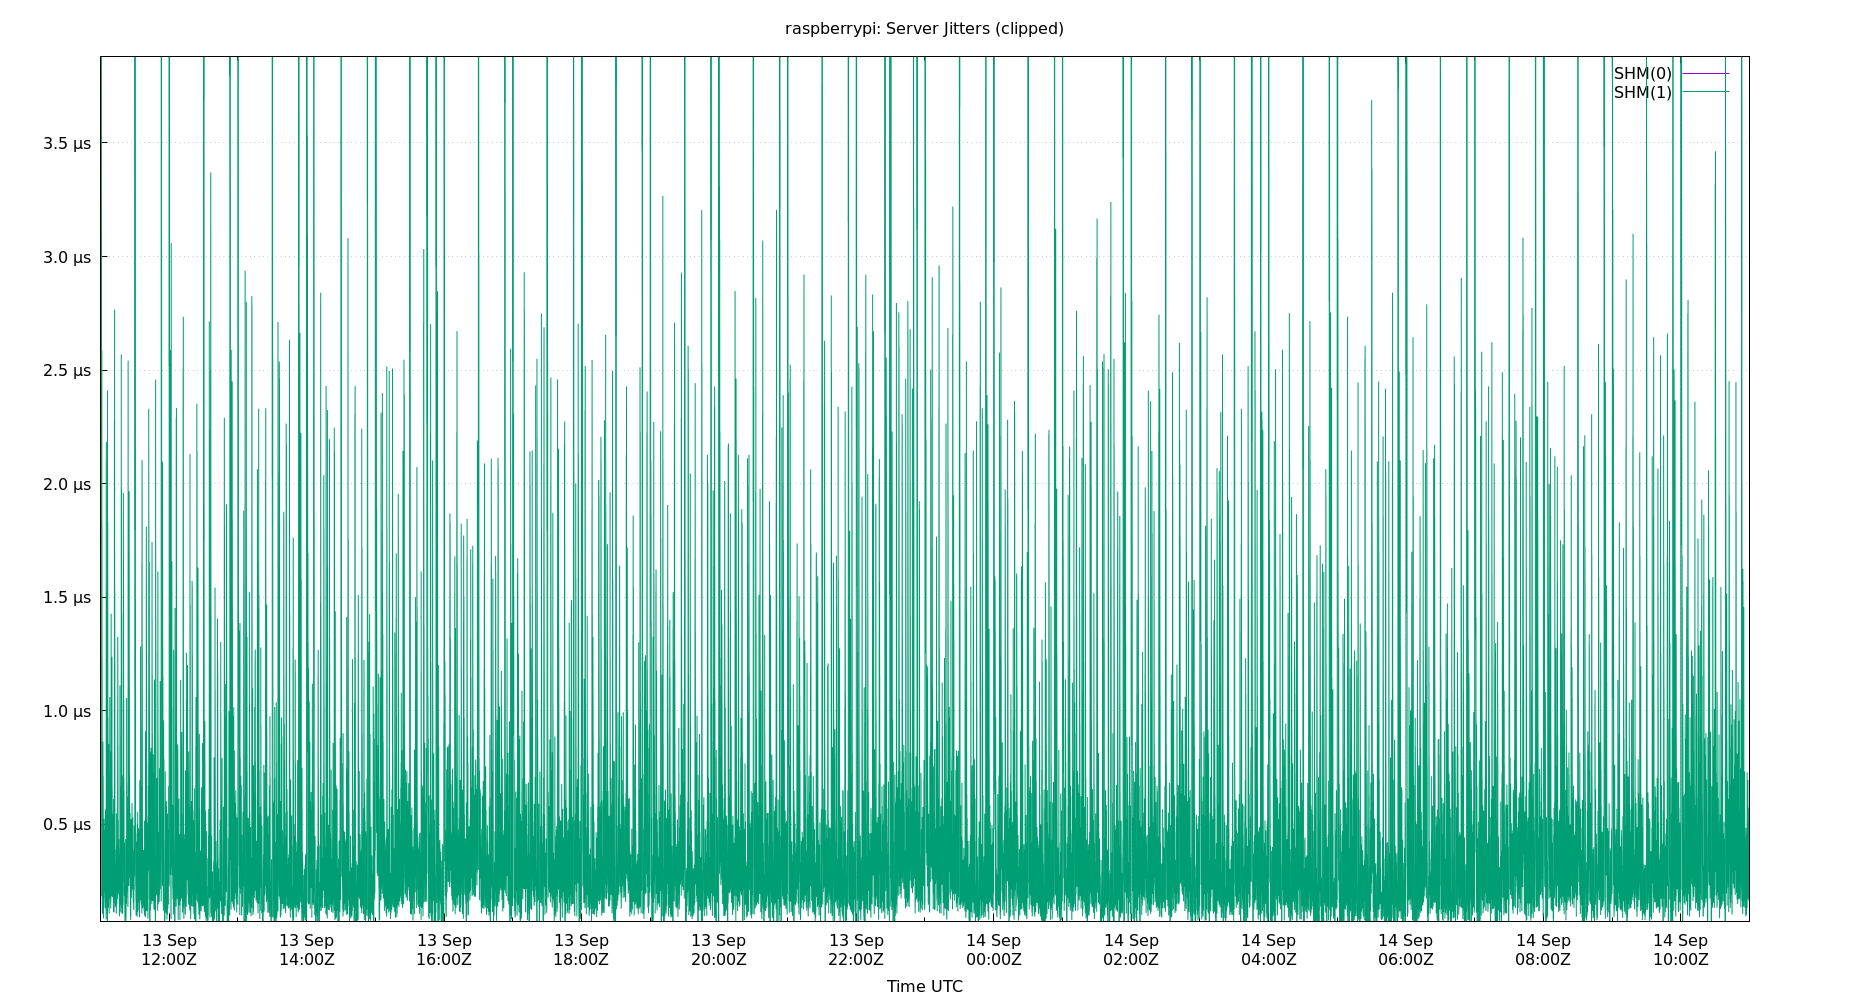 raspberrypi: Server Jitters (clipped)
SHM(0)
SHM(1)
3.5 µs
3.0 µs
2.5 µs
2.0 µs
1.5 µs
1.0 µs
0.5 µs
13 Sep 13 Sep 13 Sep 13 Sep 13 Sep 13 Sep 14 Sep 14 Sep 14 Sep 14 Sep 14 Sep 14 Sep
12:00Z 14:00Z 16:00Z 18:00Z 20:00Z 22:00Z 00:00Z 02:00Z 04:00Z 06:00Z 08:00Z 10:00Z
Time UTC